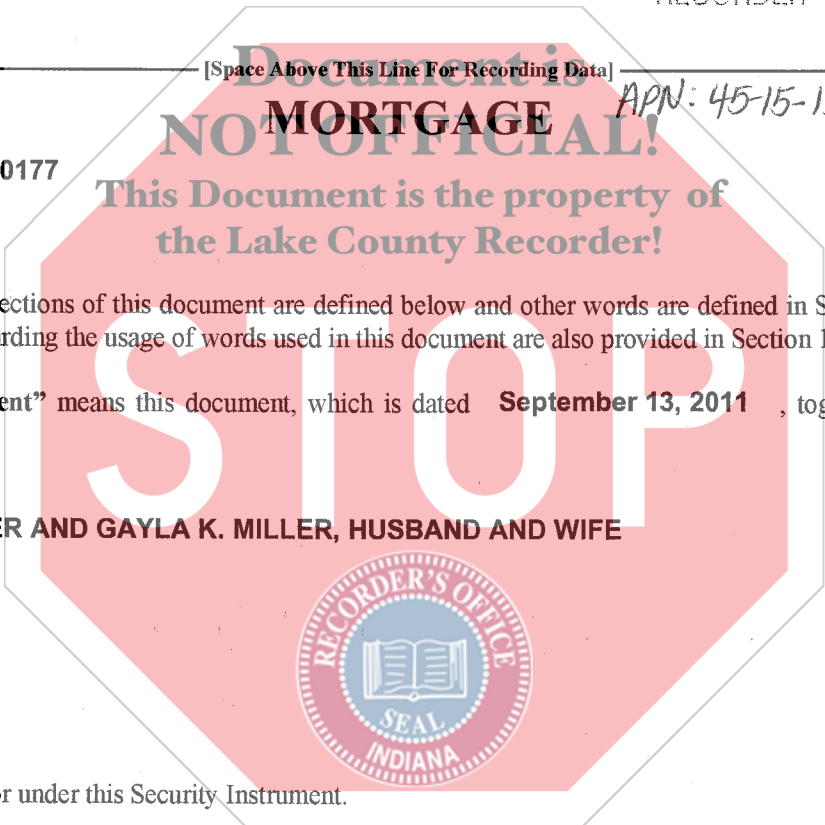 RECORDER
[Space Above This Line For Recording Data]
Document is
MORTGAGE
APN: 45-15-1
NOT OFFICIAL!
0177
This Document is the property of
the Lake County Recorder!
ections of this document are defined below and other words are defined in S
rding the usage of words used in this document are also provided in Section 1
ent" means this document, which is dated September 13, 2011 , tog
STOP
ER AND GAYLA K. MILLER, HUSBAND AND WIFE
RECORDER'S OFFICE
SEAL
INDIANA
r under this Security Instrument.